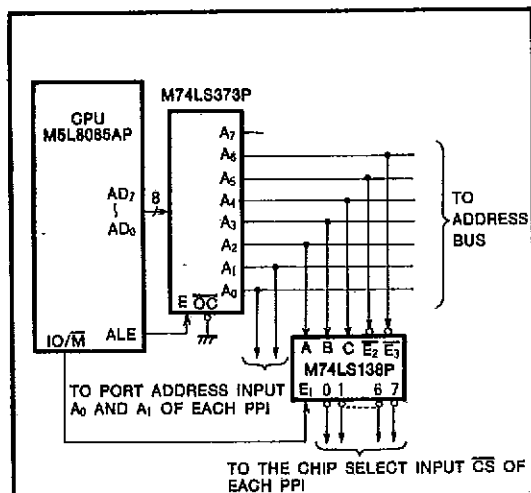 M74LS373P
CPU
M5L8085AP
AD7
∫
AD0
8
A7
A6
A5
A4
A3
A2
A1
A0
TO
ADDRESS
BUS
E OC
IO/M ALE
A B C E2 E3
M74LS138P
E1 0 1 6 7
TO PORT ADDRESS INPUT
A0 AND A1 OF EACH PPI
TO THE CHIP SELECT INPUT CS OF
EACH PPI